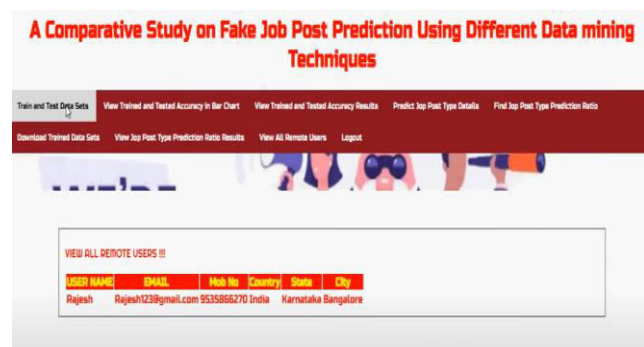 A Comparative Study on Fake Job Post Prediction Using Different Data mining
Techniques
Train and Test Data Sets View Trained and Tested Accuracy in Bar Chart View Trained and Tested Accuracy Results Predict Jop Post Type Details Find Jop Post Type Prediction Ratio
Download Trained Data Sets View Jop Post Type Prediction Ratio Results View All Remote Users Logout
WE'RE
VIEW ALL REMOTE USERS !!!
USER NAME EMAIL Mob No Country State City
Rajesh Rajesh123@gmail.com 9535866270 India Karnataka Bangalore